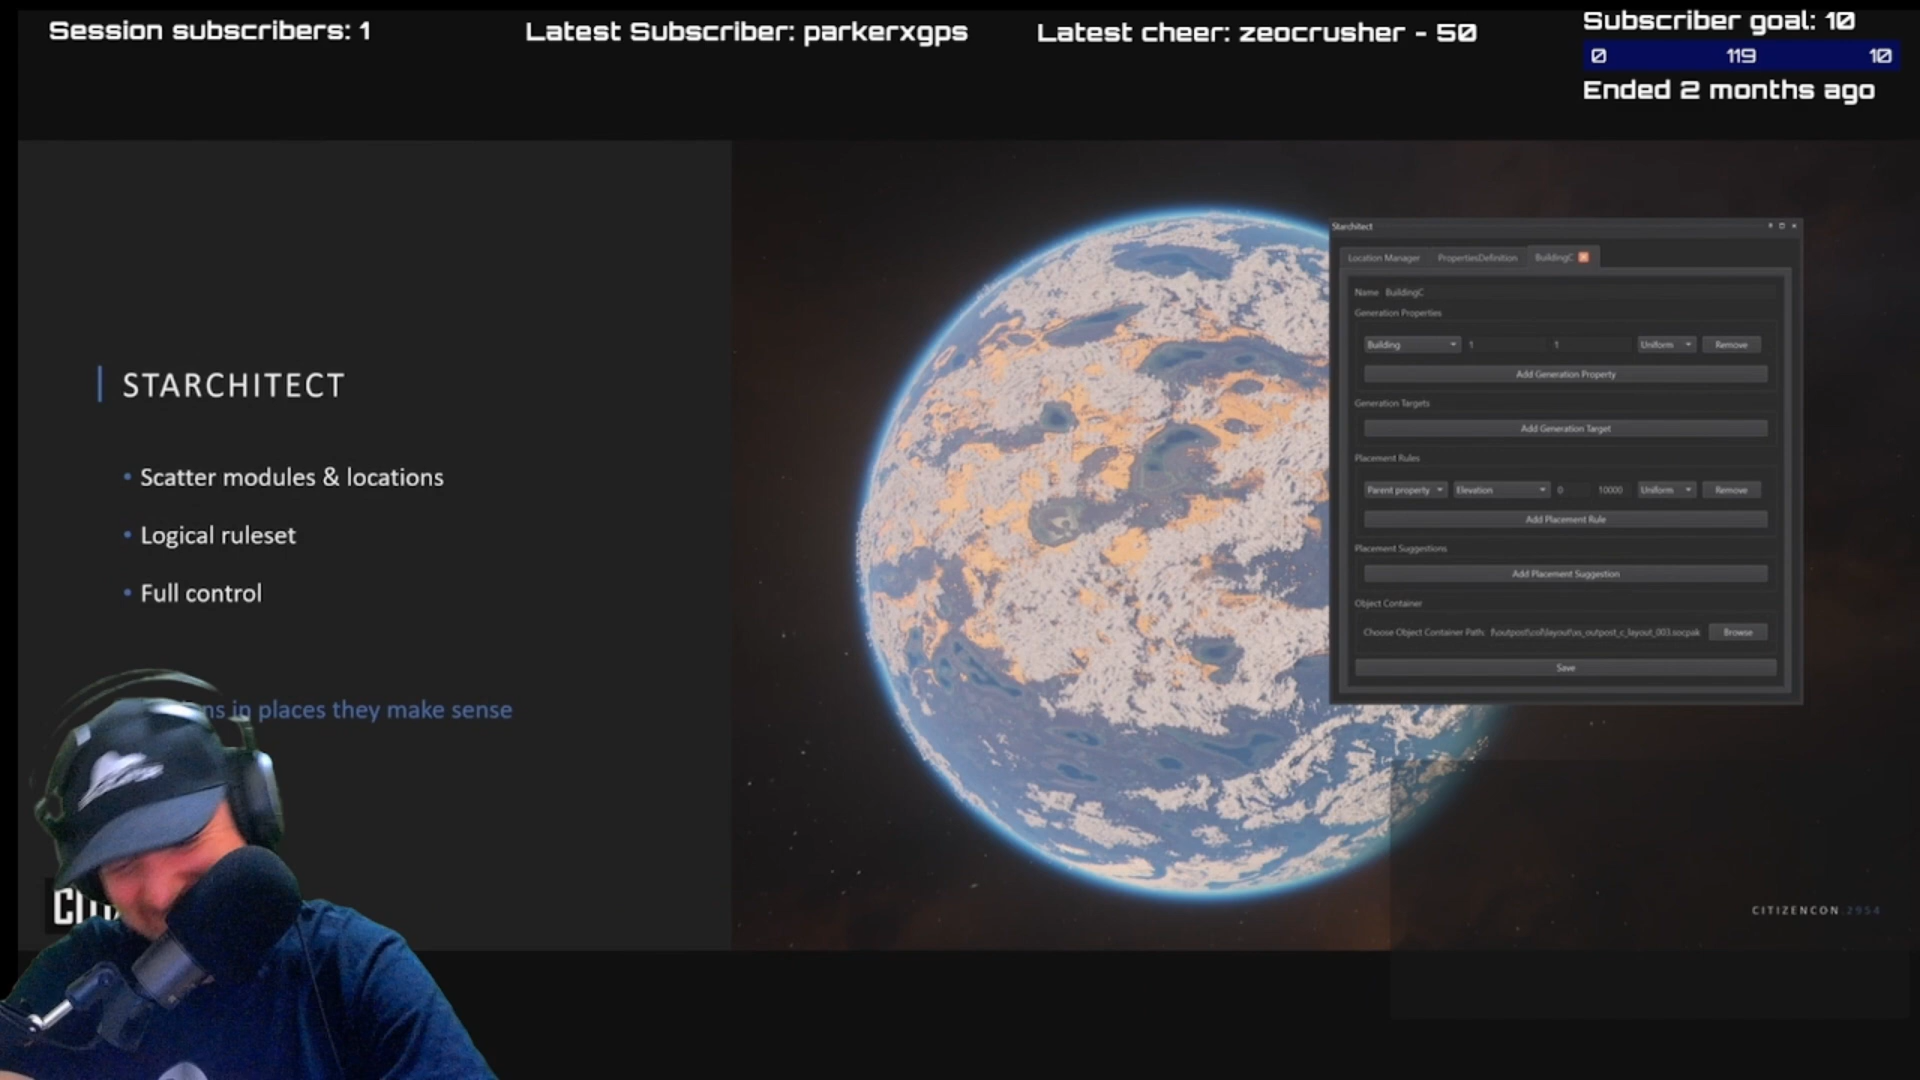 Session subscribers: 1
Latest Subscriber: parkerxgps
Latest cheer: zeocrusher - 50
Subscriber goal: 10
0 119 10
Ended 2 months ago
Starchitect
Location Manager PropertiesDefinition BuildingC
Name BuildingC
Generation Properties
Building 1 1 Uniform Remove
Add Generation Property
Generation Targets
Add Generation Target
Placement Rules
Parent property Elevation 0 10000 Uniform Remove
Add Placement Rule
Placement Suggestions
Add Placement Suggestion
Object Container
Choose Object Container Path: Browse
Save
STARCHITECT
• Scatter modules & locations
• Logical ruleset
• Full control
in places they make sense
CITIZENCON 2954